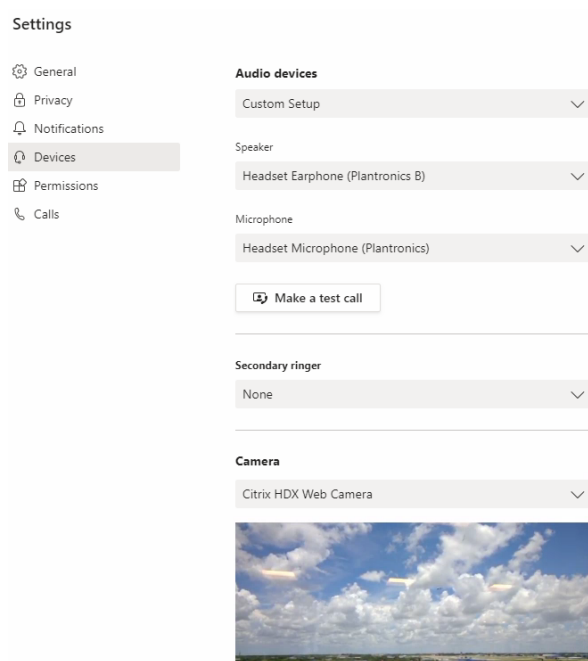 Settings
General
Privacy
Notifications
Devices
Permissions
Calls
Audio devices
Custom Setup
Speaker
Headset Earphone (Plantronics B)
Microphone
Headset Microphone (Plantronics)
Make a test call
Secondary ringer
None
Camera
Citrix HDX Web Camera